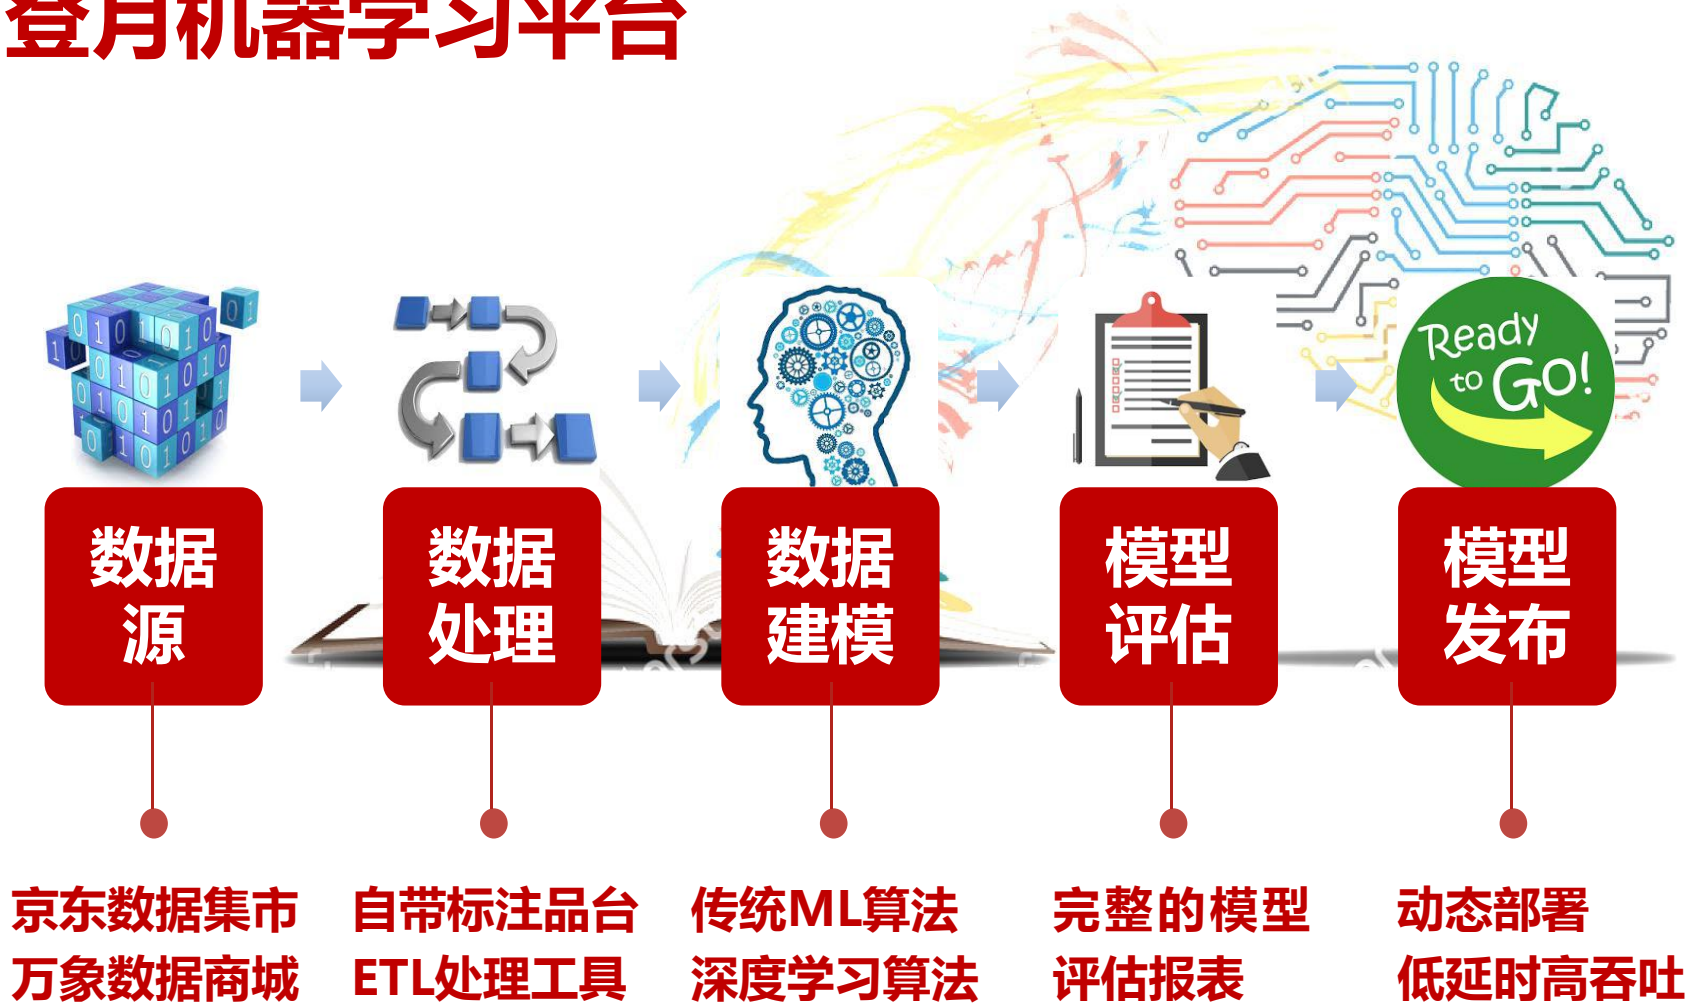 登月机器学习平台
Ready
to GO!
数据
源
数据
处理
数据
建模
模型
评估
模型
发布
京东数据集市
万象数据商城
自带标注品台
ETL处理工具
传统ML算法
深度学习算法
完整的模型
评估报表
动态部署
低延时高吞吐